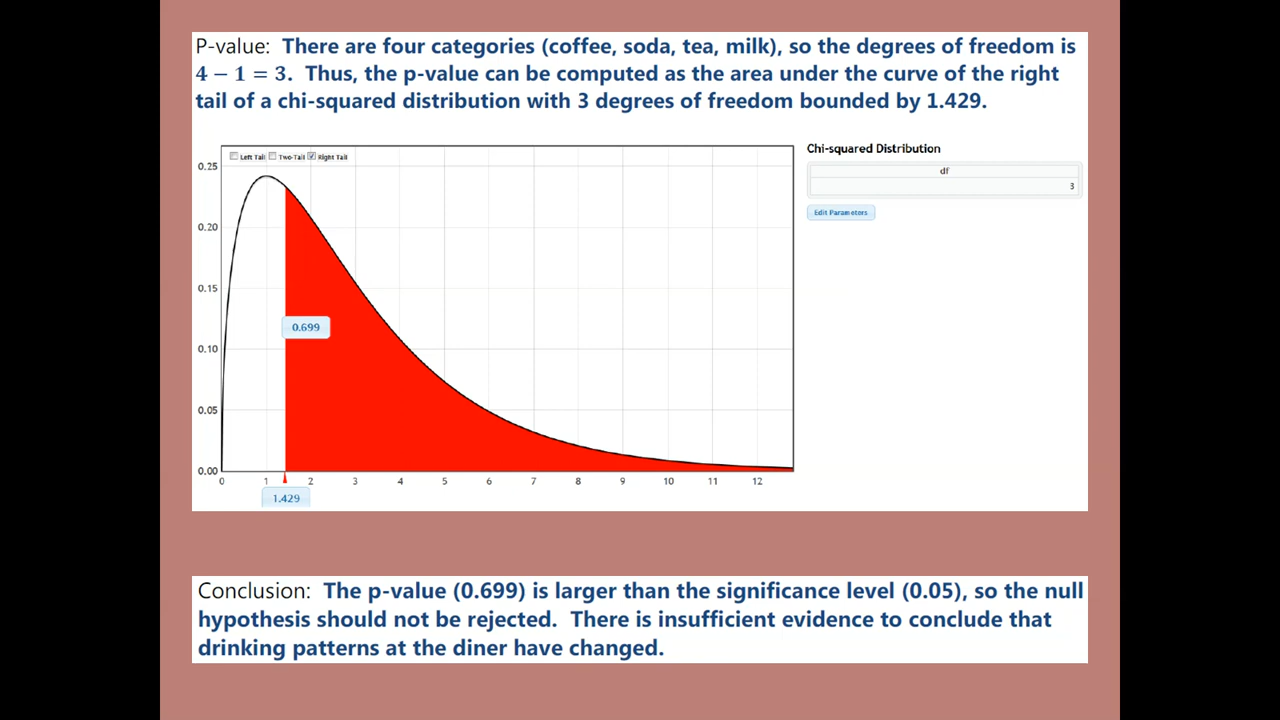 P-value: There are four categories (coffee, soda, tea, milk), so the degrees of freedom is
4 − 1 = 3. Thus, the p-value can be computed as the area under the curve of the right
tail of a chi-squared distribution with 3 degrees of freedom bounded by 1.429.
Left Tail Two-Tail Right Tail
Chi-squared Distribution
df
3
Edit Parameters
0.25
0.20
0.15
0.10
0.05
0.00
0.699
0 1 2 3 4 5 6 7 8 9 10 11 12
1.429
Conclusion: The p-value (0.699) is larger than the significance level (0.05), so the null
hypothesis should not be rejected. There is insufficient evidence to conclude that
drinking patterns at the diner have changed.